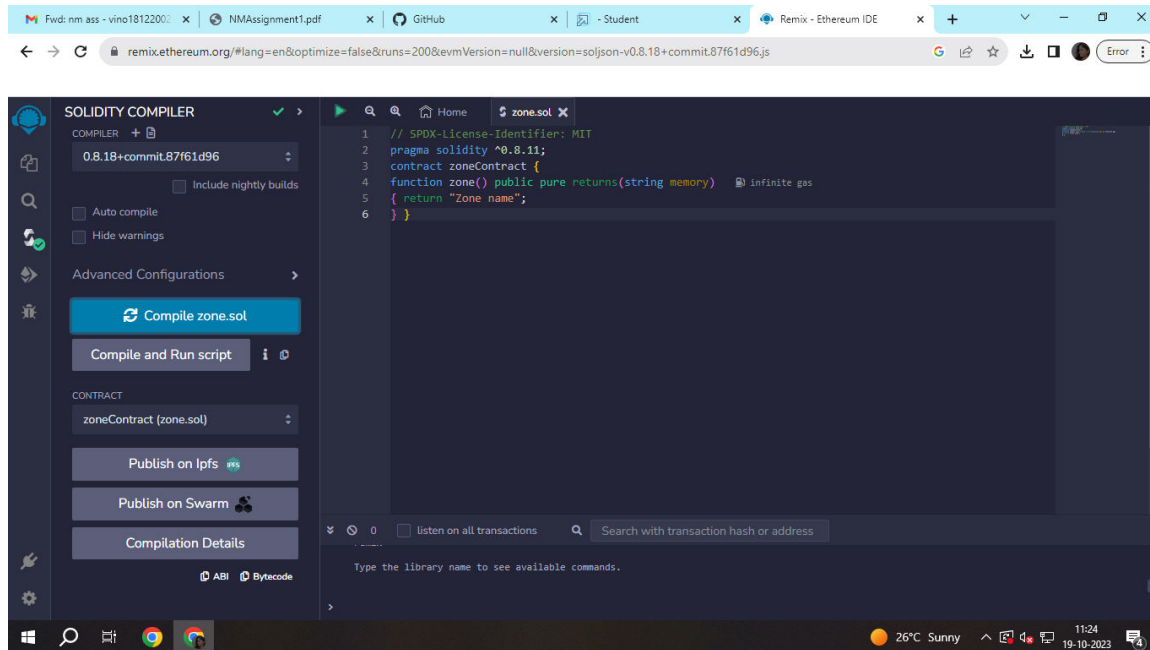 Fwd: nm ass - vino18122002
NMAssignment1.pdf
GitHub
- Student
Remix - Ethereum IDE
remix.ethereum.org/#lang=en&optimize=false&runs=200&evmVersion=null&version=soljson-v0.8.18+commit.87f61d96.js
Error
SOLIDITY COMPILER
COMPILER
0.8.18+commit.87f61d96
Include nightly builds
Auto compile
Hide warnings
Advanced Configurations
Compile zone.sol
Compile and Run script
CONTRACT
zoneContract (zone.sol)
Publish on Ipfs
Publish on Swarm
Compilation Details
ABI Bytecode
Home
zone.sol
1 // SPDX-License-Identifier: MIT
2 pragma solidity ^0.8.11;
3 contract zoneContract {
4 function zone() public pure returns(string memory) infinite gas
5 { return "Zone name";
6 } }
0 listen on all transactions
Search with transaction hash or address
Type the library name to see available commands.
>
26°C Sunny
11:24
19-10-2023
4